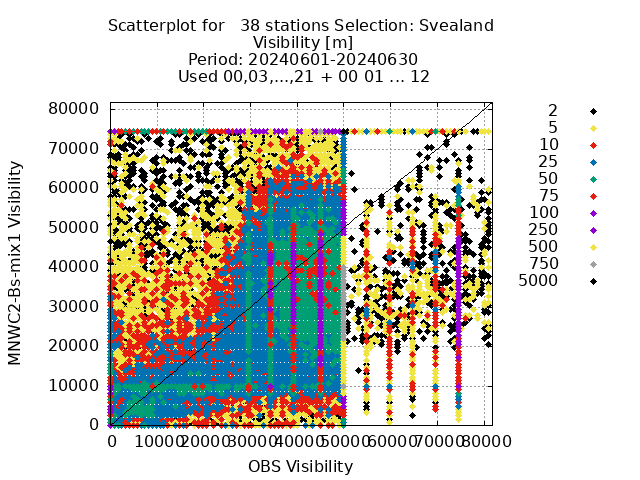 Scatterplot for   38 stations Selection: Svealand
Visibility [m]
Period: 20240601-20240630
Used 00,03,...,21 + 00 01 ... 12
MNWC2-Bs-mix1 Visibility
80000
70000
60000
50000
40000
30000
20000
10000
0
0 10000 20000 30000 40000 50000 60000 70000 80000
OBS Visibility
2
5
10
25
50
75
100
250
500
750
5000